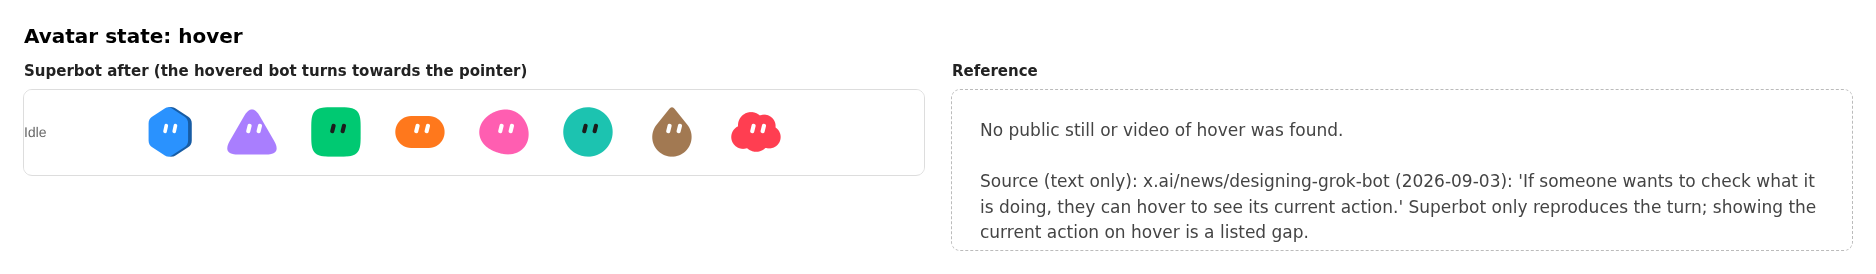 Avatar state: hover
Superbot after (the hovered bot turns towards the pointer)
Idle
Reference
No public still or video of hover was found.
Source (text only): x.ai/news/designing-grok-bot (2026-09-03): 'If someone wants to check what it
is doing, they can hover to see its current action.' Superbot only reproduces the turn; showing the
current action on hover is a listed gap.